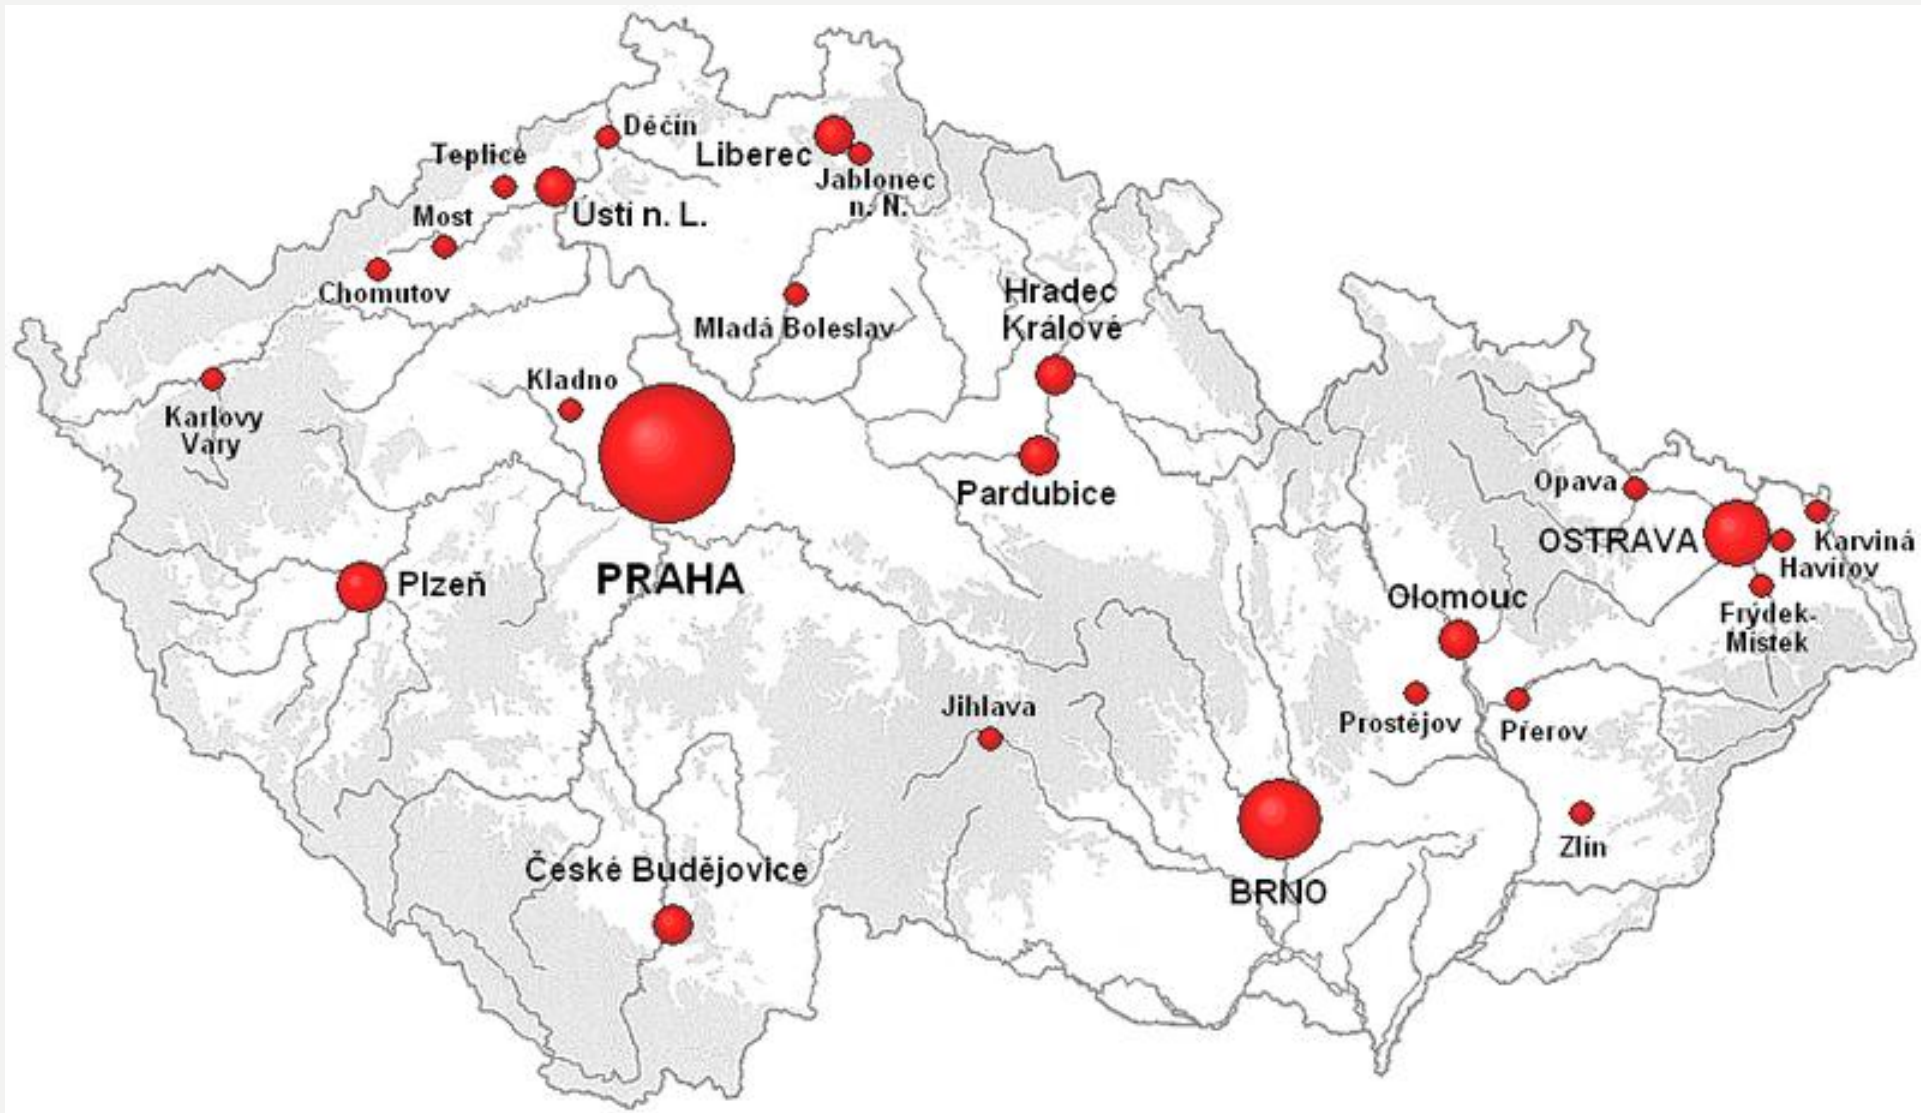 Děčín
Teplice
Liberec
Jablonec
n. N.
Most
Ústí n. L.
Chomutov
Hradec
Králové
Mladá Boleslav
Kladno
Karlovy
Vary
Pardubice
Opava
OSTRAVA
Karviná
Havířov
PRAHA
Plzeň
Olomouc
Frýdek-
Místek
Jihlava
Prostějov
Přerov
Zlín
České Budějovice
BRNO